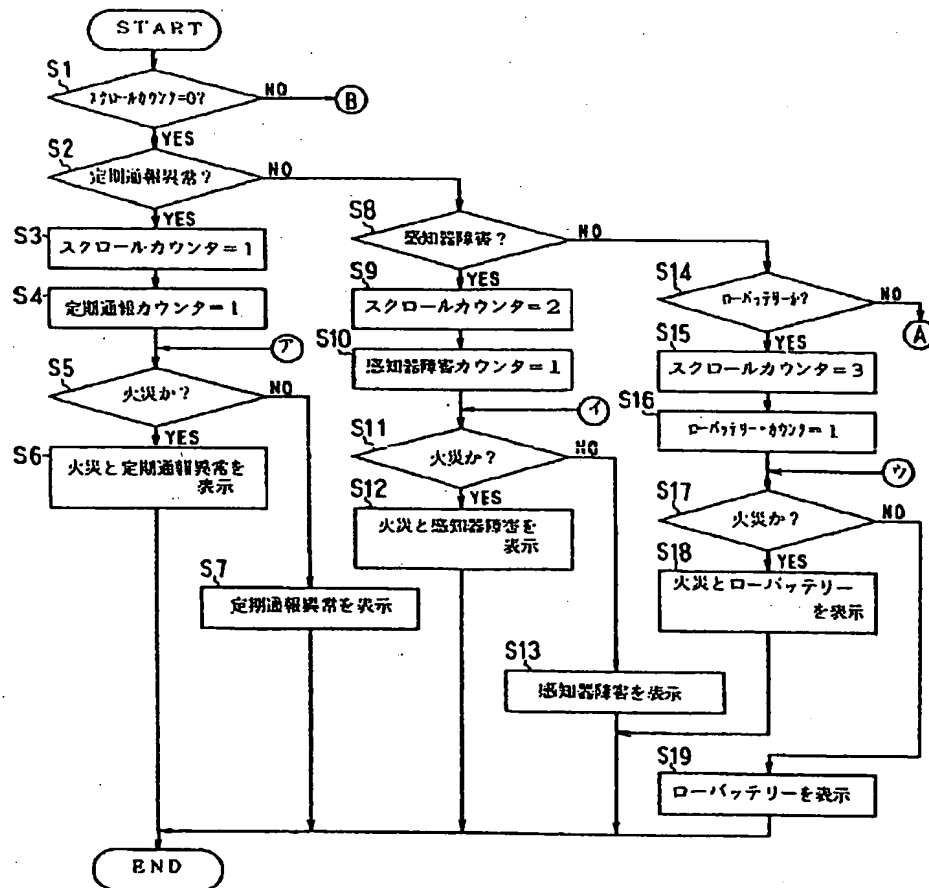 START
S1
スクロールカウンタ=0?
NO
B
YES
S2
定期通報異常?
NO
YES
S3
スクロールカウンター=1
S4
定期通報カウンター=1
ア
S5
火災か?
NO
YES
S6
火災と定期通報異常を
表示
S7
定期通報異常を表示
S8
感知器障害?
NO
YES
S9
スクロールカウンター=2
S10
感知器障害カウンター=1
イ
S11
火災か?
NO
YES
S12
火災と感知器障害を
表示
S13
感知器障害を表示
S14
ローバッテリーか?
NO
A
YES
S15
スクロールカウンター=3
S16
ローバッテリー・カウンター=1
ウ
S17
火災か?
NO
YES
S18
火災とローバッテリー
を表示
S19
ローバッテリーを表示
END